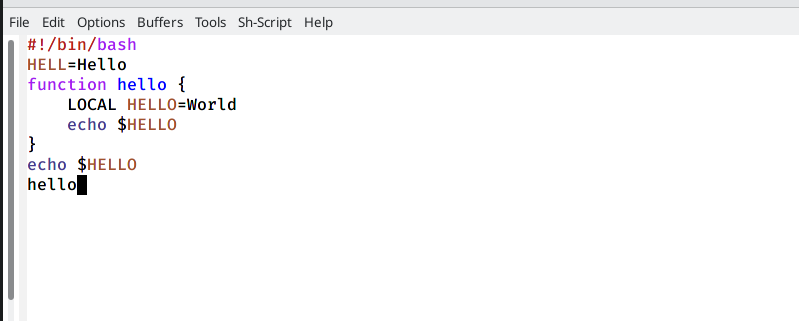 File Edit Options Buffers Tools Sh-Script Help
#!/bin/bash
HELL=Hello
function hello {
    LOCAL HELLO=World
    echo $HELLO
}
echo $HELLO
hello